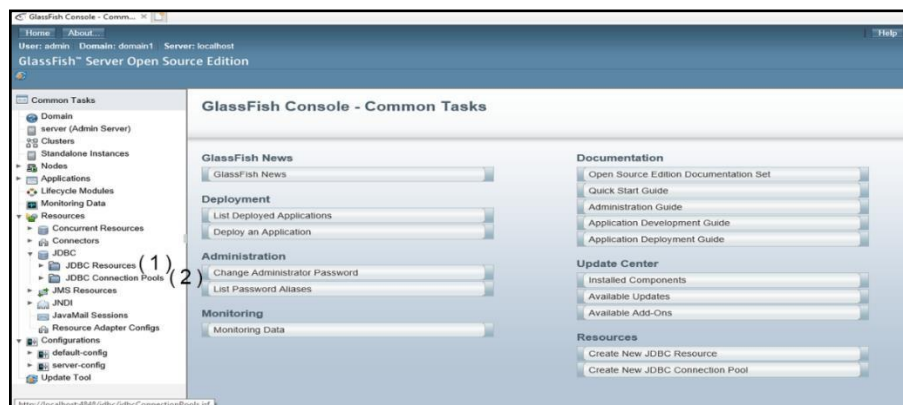 GlassFish Console - Comm...
Home About...
Help
User: admin Domain: domain1 Server: localhost
GlassFish™ Server Open Source Edition
Common Tasks
Domain
server (Admin Server)
Clusters
Standalone Instances
Nodes
Applications
Lifecycle Modules
Monitoring Data
Resources
Concurrent Resources
Connectors
JDBC
JDBC Resources (1)
JDBC Connection Pools (2)
JMS Resources
JNDI
JavaMail Sessions
Resource Adapter Configs
Configurations
default-config
server-config
Update Tool
GlassFish Console - Common Tasks
GlassFish News
GlassFish News
Deployment
List Deployed Applications
Deploy an Application
Administration
Change Administrator Password
List Password Aliases
Monitoring
Monitoring Data
Documentation
Open Source Edition Documentation Set
Quick Start Guide
Administration Guide
Application Development Guide
Application Deployment Guide
Update Center
Installed Components
Available Updates
Available Add-Ons
Resources
Create New JDBC Resource
Create New JDBC Connection Pool